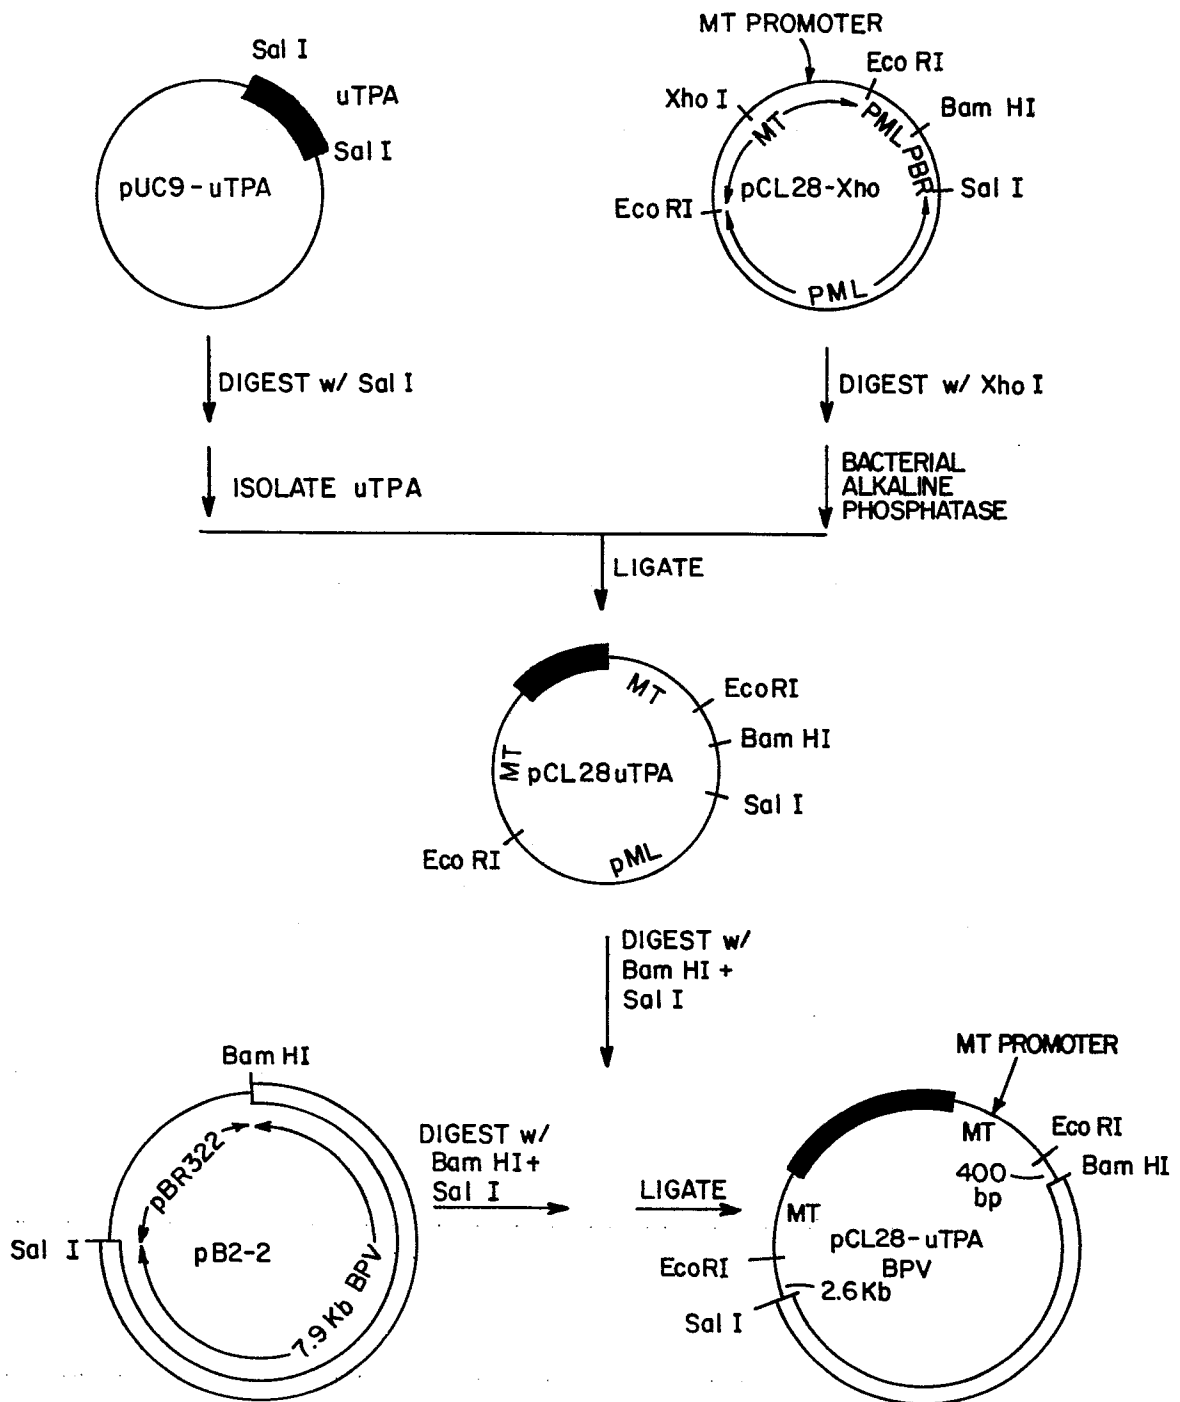 Sal I
uTPA
Sal I
pUC9-uTPA
MT PROMOTER
Eco RI
Xho I
Bam HI
MT
PML
PBR
pCL28-Xho
Sal I
Eco RI
PML
DIGEST w/ Sal I
DIGEST w/ Xho I
ISOLATE uTPA
BACTERIAL
ALKALINE
PHOSPHATASE
LIGATE
MT
EcoRI
Bam HI
MT
pCL28uTPA
Sal I
Eco RI
pML
DIGEST w/
Bam HI +
Sal I
Bam HI
pBR322
Sal I
pB2-2
7.9 Kb BPV
DIGEST w/
Bam HI+
Sal I
LIGATE
MT PROMOTER
MT
Eco RI
Bam HI
400
bp
MT
pCL28-uTPA
BPV
EcoRI
2.6 Kb
Sal I